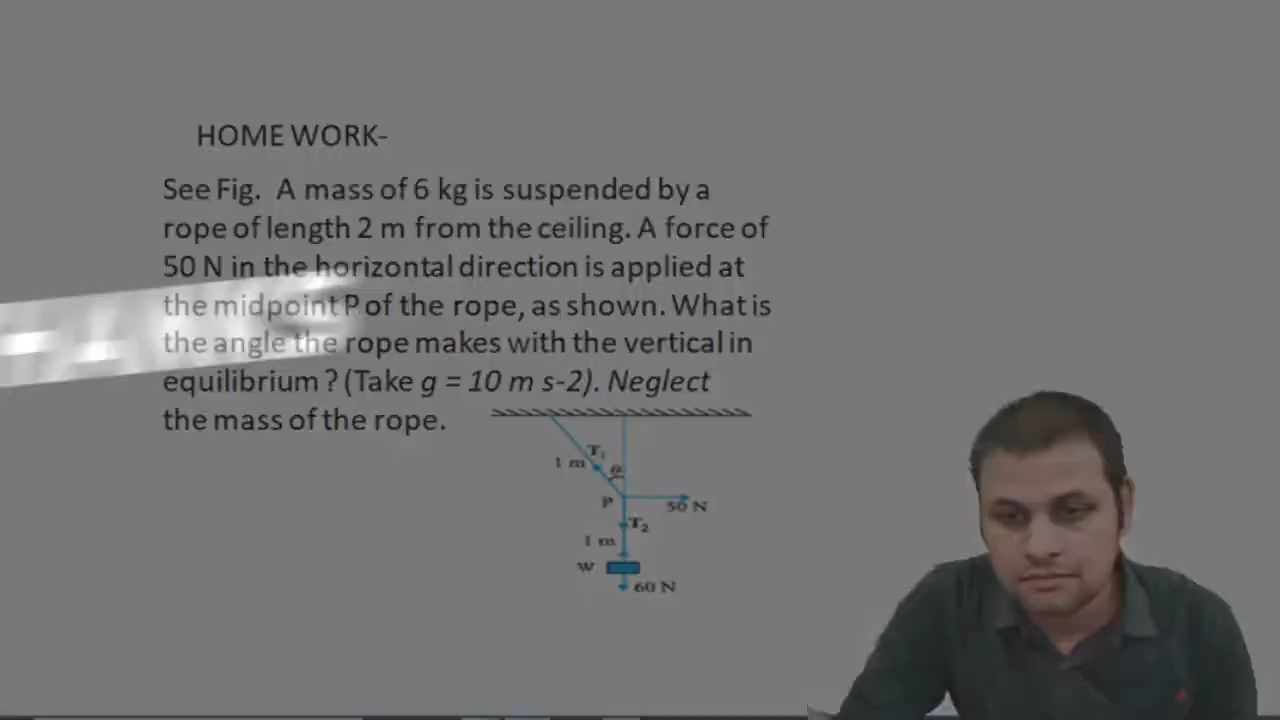 HOME WORK-
See Fig. A mass of 6 kg is suspended by a
rope of length 2 m from the ceiling. A force of
50 N in the horizontal direction is applied at
the midpoint P of the rope, as shown. What is
the angle the rope makes with the vertical in
equilibrium ? (Take g = 10 m s-2). Neglect
the mass of the rope.
T₁
1 m
θ
P
50 N
T₂
1 m
W
60 N